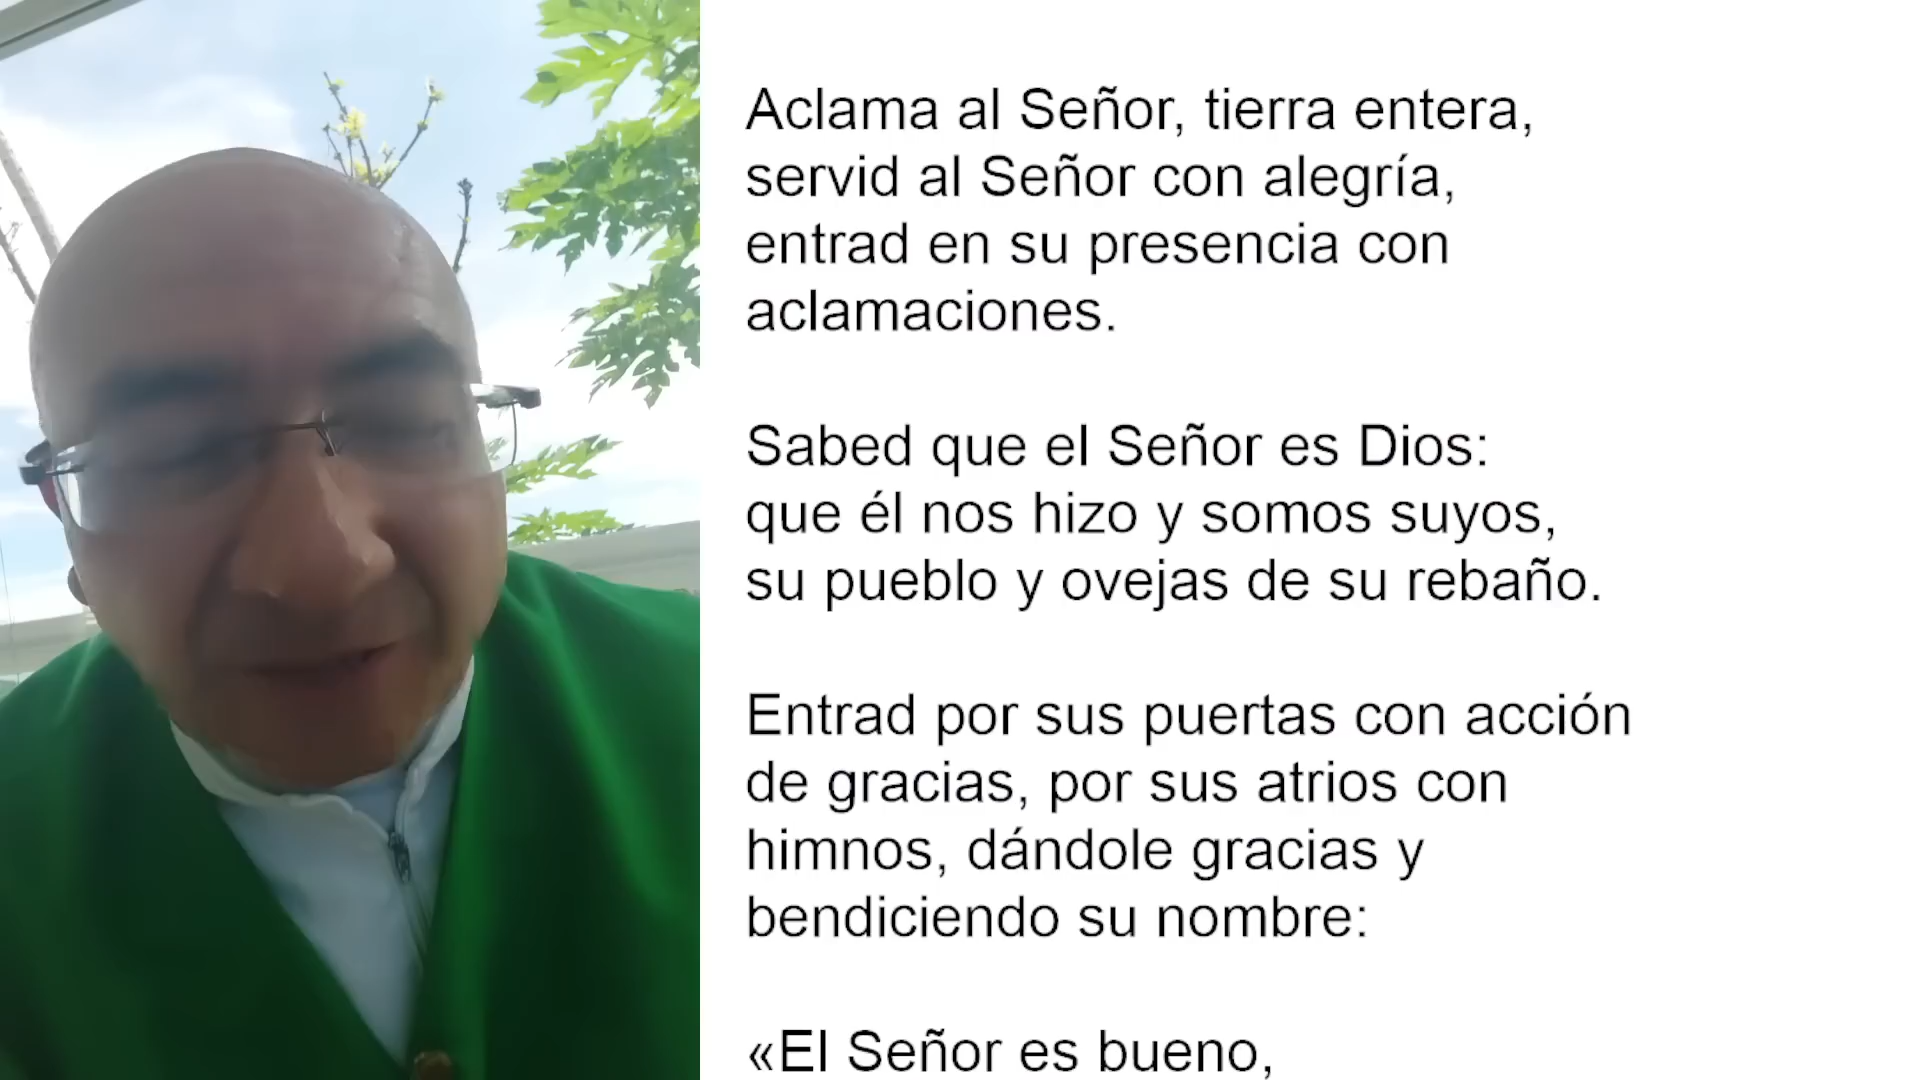 Aclama al Señor, tierra entera,
servid al Señor con alegría,
entrad en su presencia con
aclamaciones.
Sabed que el Señor es Dios:
que él nos hizo y somos suyos,
su pueblo y ovejas de su rebaño.
Entrad por sus puertas con acción
de gracias, por sus atrios con
himnos, dándole gracias y
bendiciendo su nombre:
«El Señor es bueno,